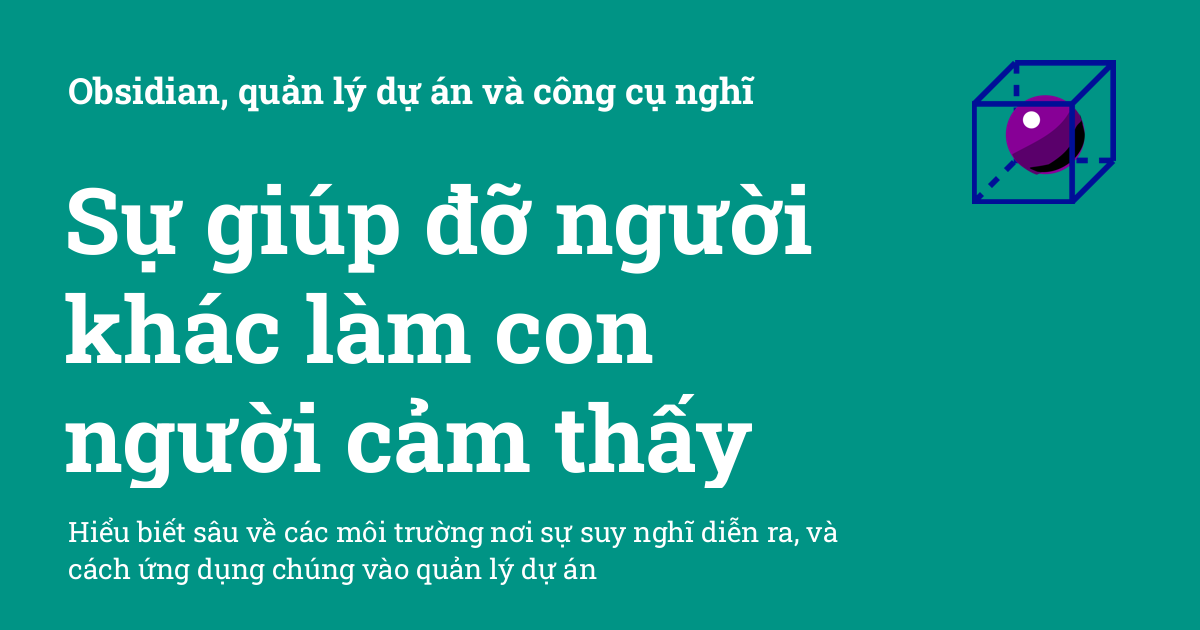 Obsidian, quản lý dự án và công cụ nghĩ
Sự giúp đỡ người
khác làm con
người cảm thấy
Hiểu biết sâu về các môi trường nơi sự suy nghĩ diễn ra, và
cách ứng dụng chúng vào quản lý dự án